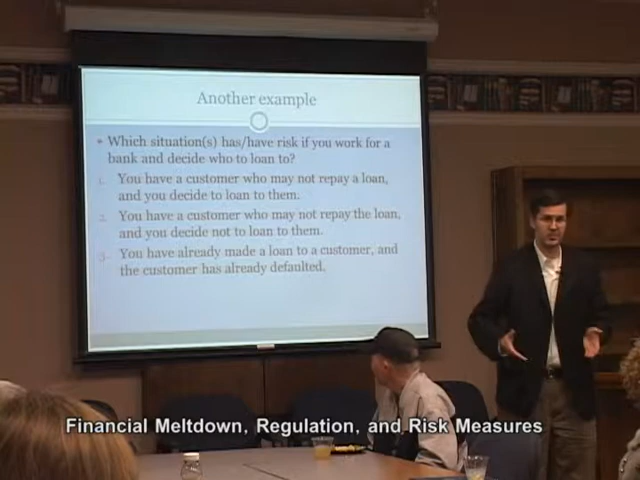 Another example
• Which situation(s) has/have risk if you work for a
bank and decide who to loan to?
1. You have a customer who may not repay a loan,
and you decide to loan to them.
2. You have a customer who may not repay the loan,
and you decide not to loan to them.
3. You have already made a loan to a customer, and
the customer has already defaulted.
Financial Meltdown, Regulation, and Risk Measures